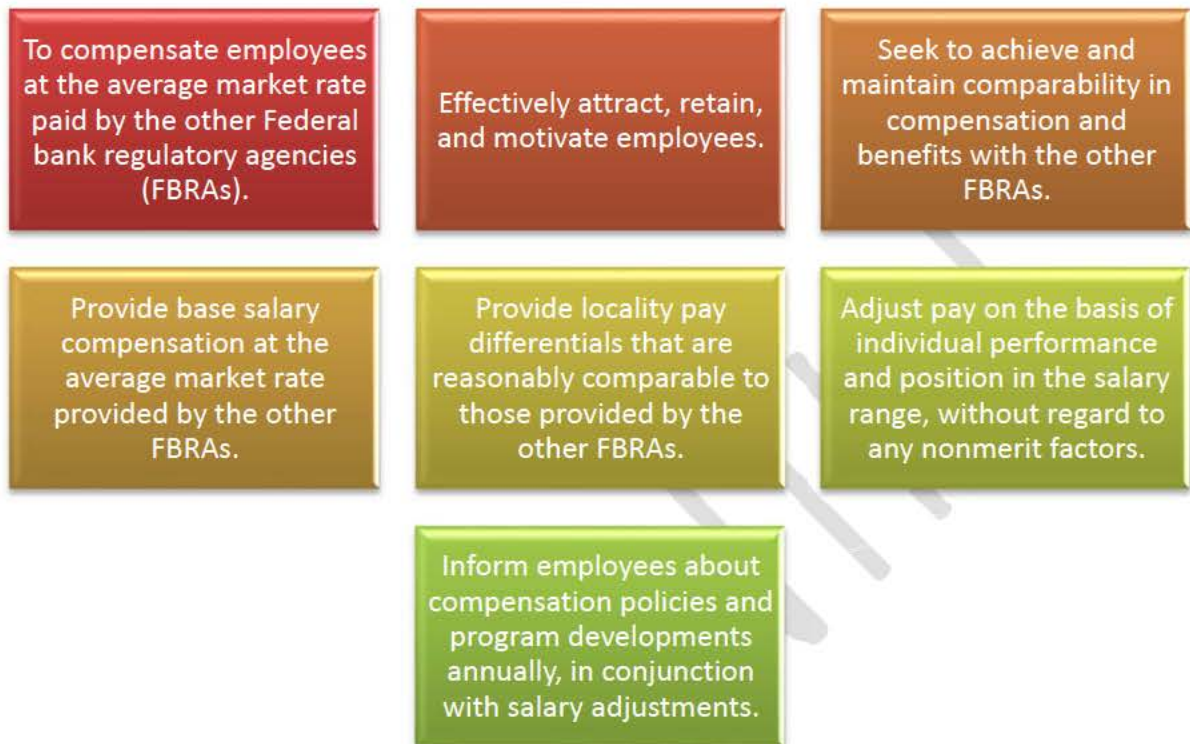 To compensate employees
at the average market rate
paid by the other Federal
bank regulatory agencies
(FBRAs).
Effectively attract, retain,
and motivate employees.
Seek to achieve and
maintain comparability in
compensation and
benefits with the other
FBRAs.
Provide base salary
compensation at the
average market rate
provided by the other
FBRAs.
Provide locality pay
differentials that are
reasonably comparable to
those provided by the
other FBRAs.
Adjust pay on the basis of
individual performance
and position in the salary
range, without regard to
any nonmerit factors.
Inform employees about
compensation policies and
program developments
annually, in conjunction
with salary adjustments.